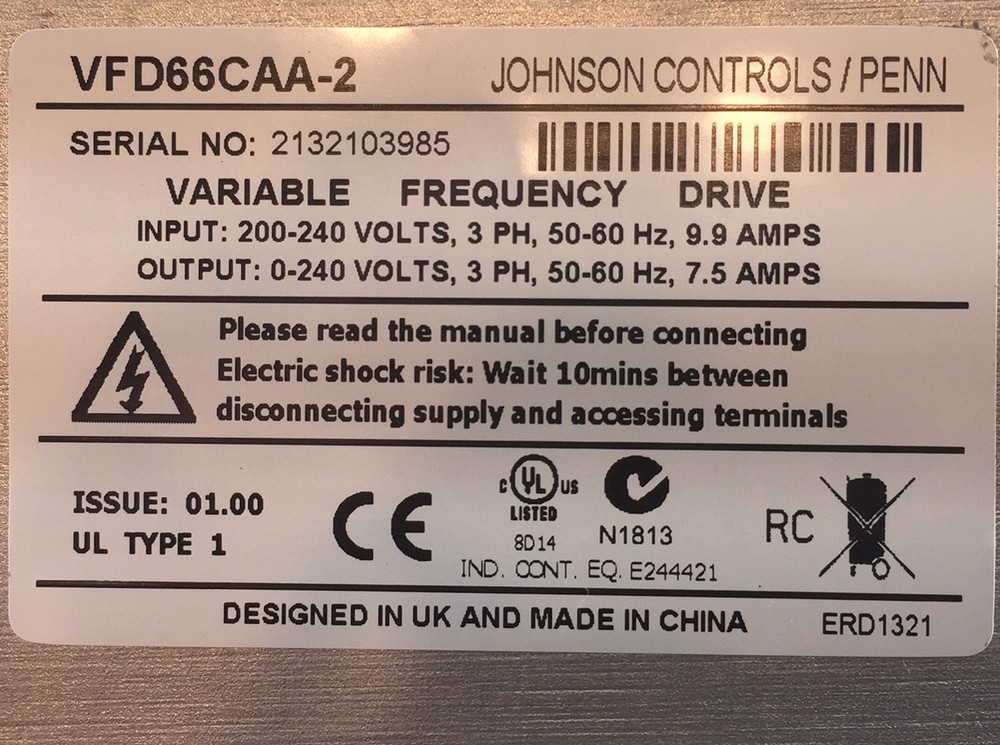 VFD66CAA-2 JOHNSON CONTROLS / PENN
SERIAL NO: 2132103985
VARIABLE FREQUENCY DRIVE
INPUT: 200-240 VOLTS, 3 PH, 50-60 Hz, 9.9 AMPS
OUTPUT: 0-240 VOLTS, 3 PH, 50-60 Hz, 7.5 AMPS
Please read the manual before connecting
Electric shock risk: Wait 10mins between
disconnecting supply and accessing terminals
ISSUE: 01.00
UL TYPE 1
CE
C UL US
LISTED
8D14
N1813
IND. CONT. EQ. E244421
RC
DESIGNED IN UK AND MADE IN CHINA ERD1321